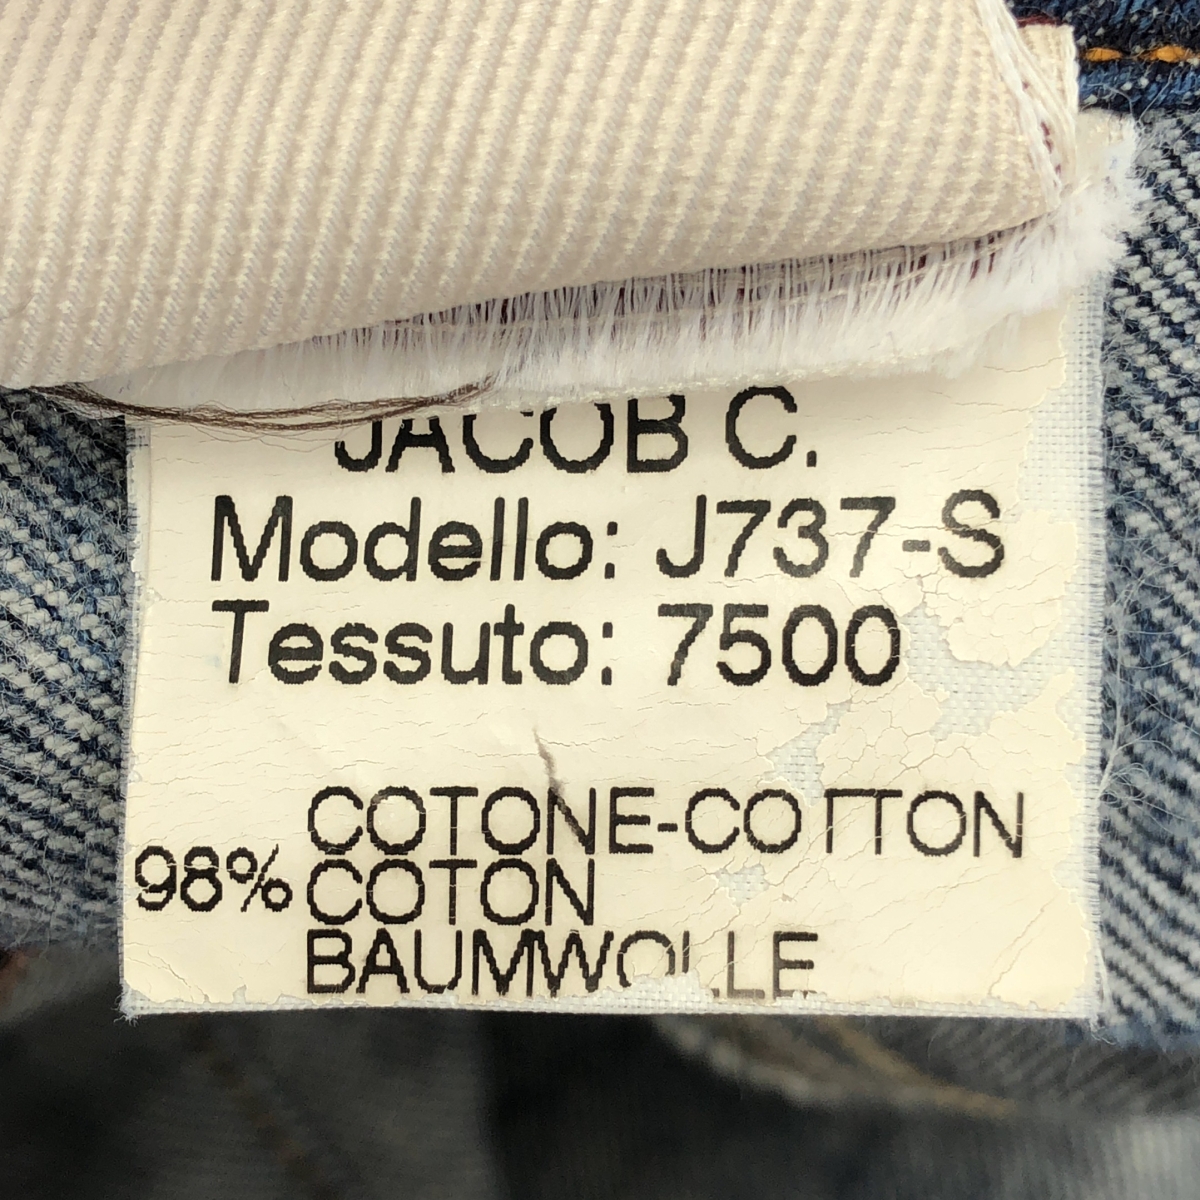 JACOB C.
Modello: J737-S
Tessuto: 7500
COTONE-COTTON
98% COTON
BAUMWOLLE